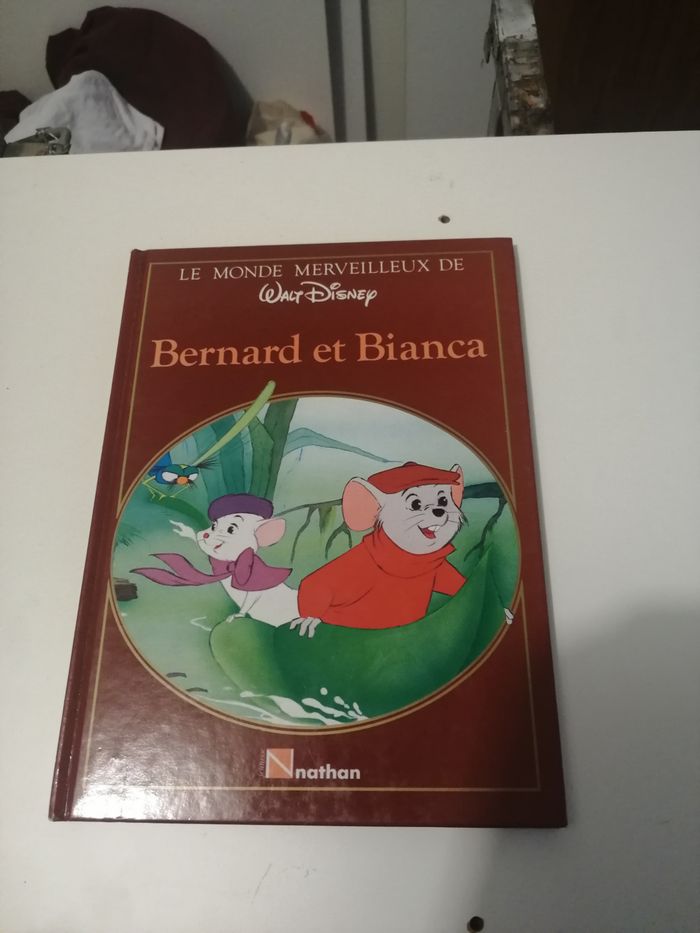 LE MONDE MERVEILLEUX DE
WALT DISNEY
Bernard et Bianca
nathan